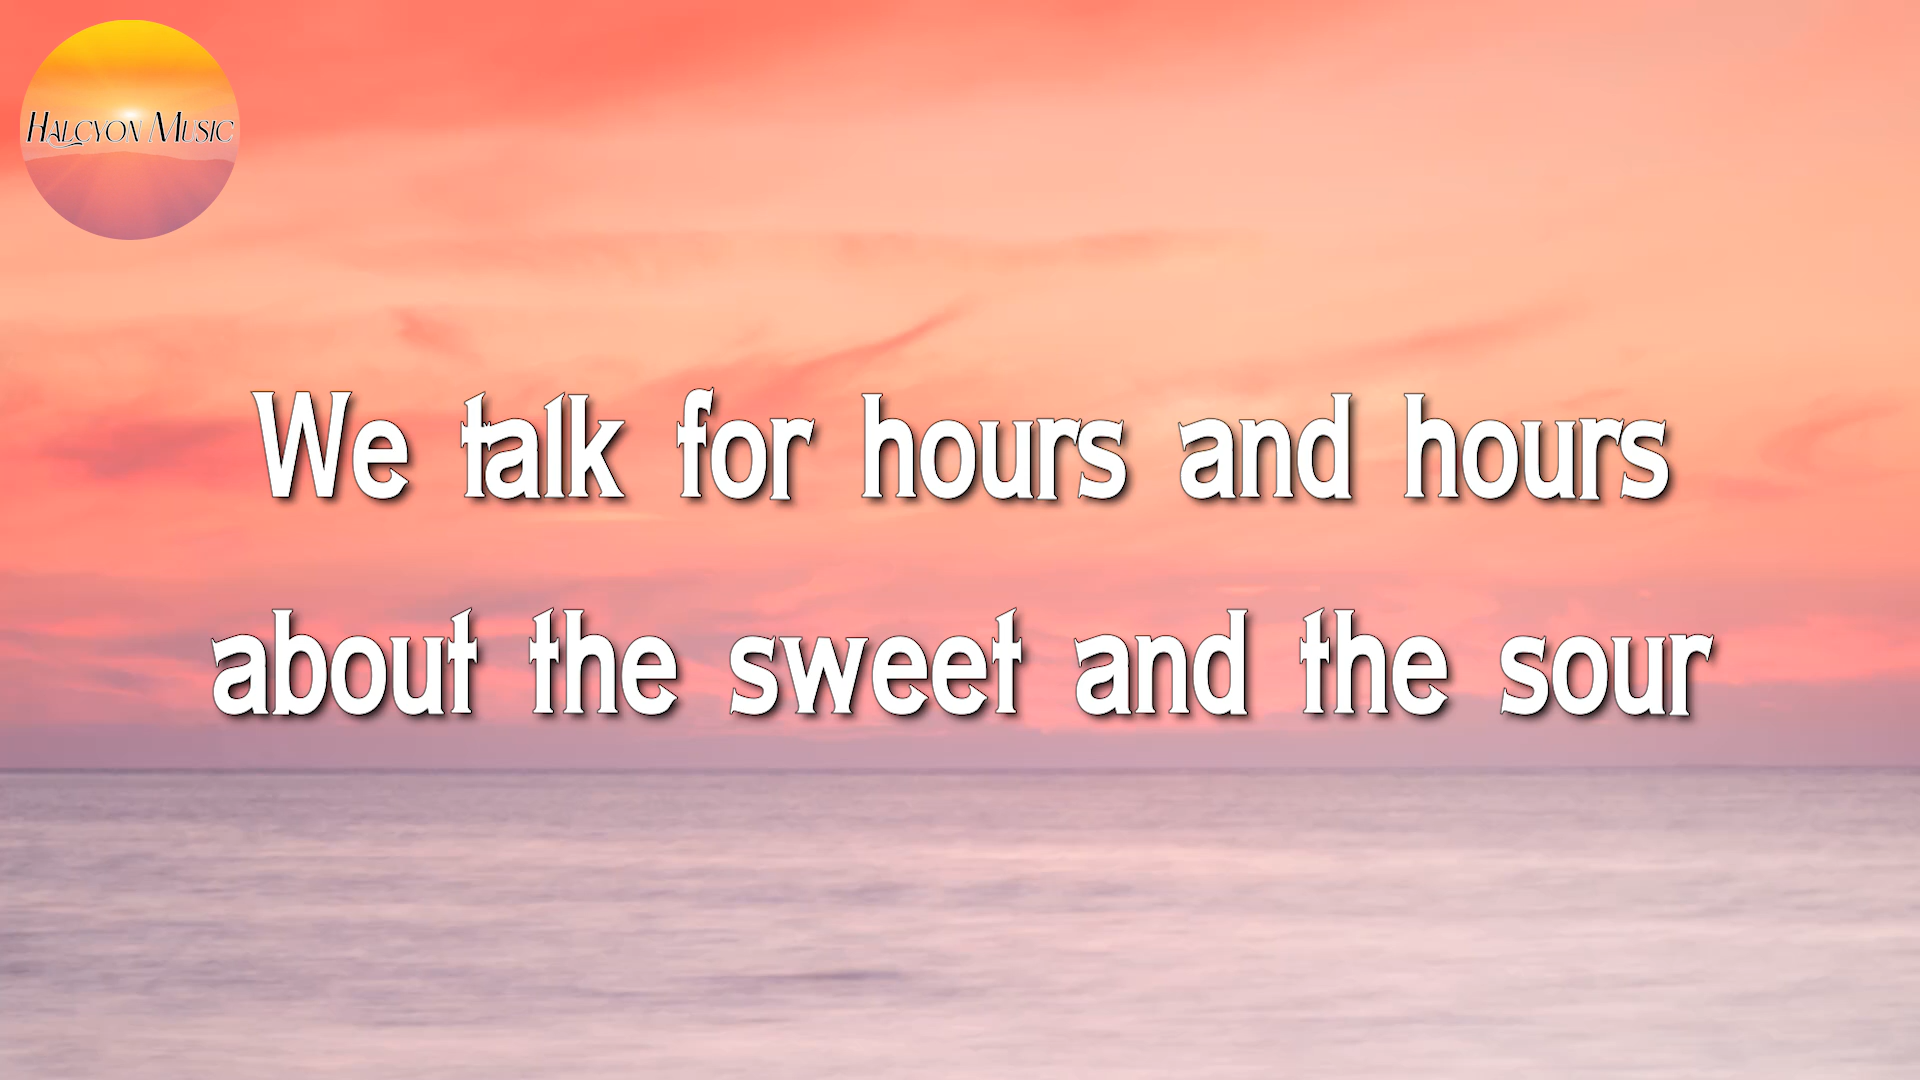 Halcyon Music
We talk for hours and hours
about the sweet and the sour